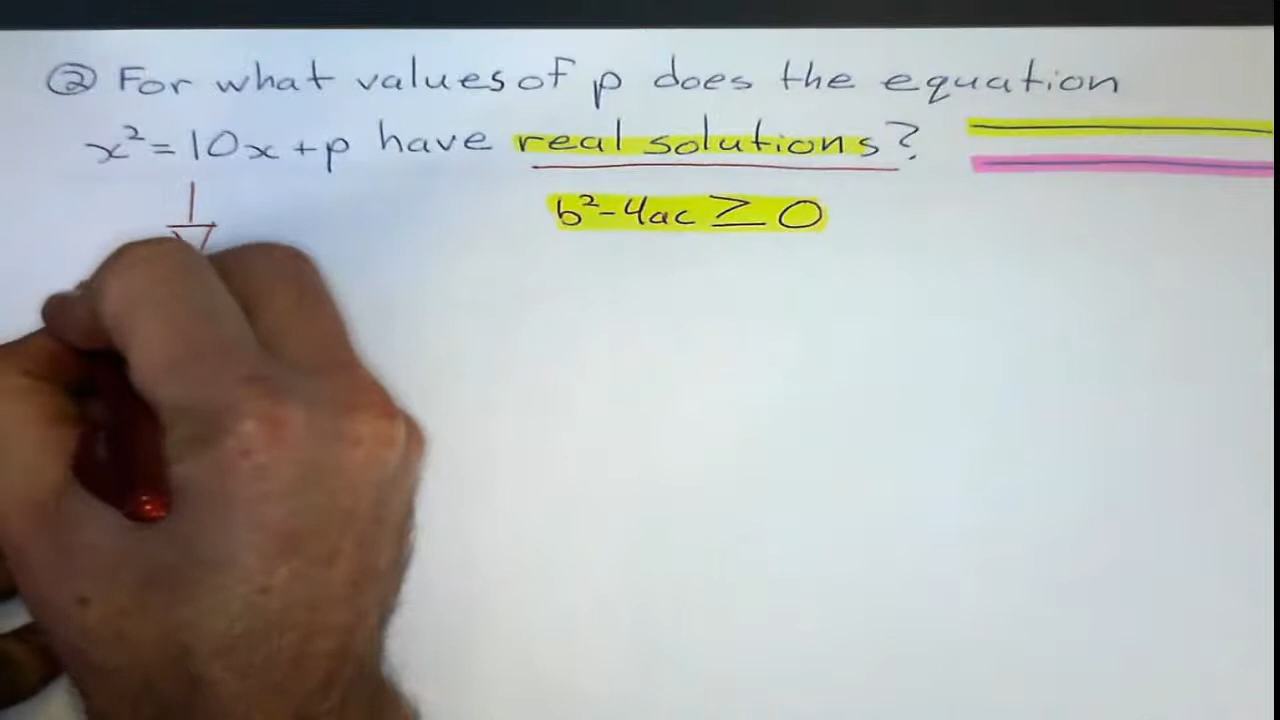 ② For what values of p does the equation
x² = 10x + p have real solutions?
b² - 4ac ≥ 0